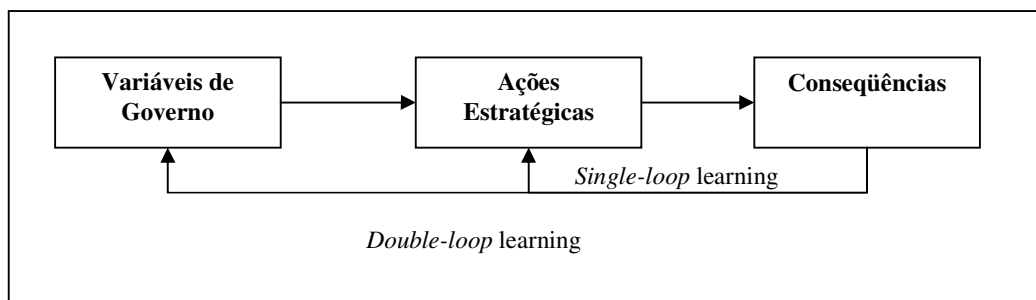 Variáveis de
Governo
Ações
Estratégicas
Conseqüências
Single-loop learning
Double-loop learning